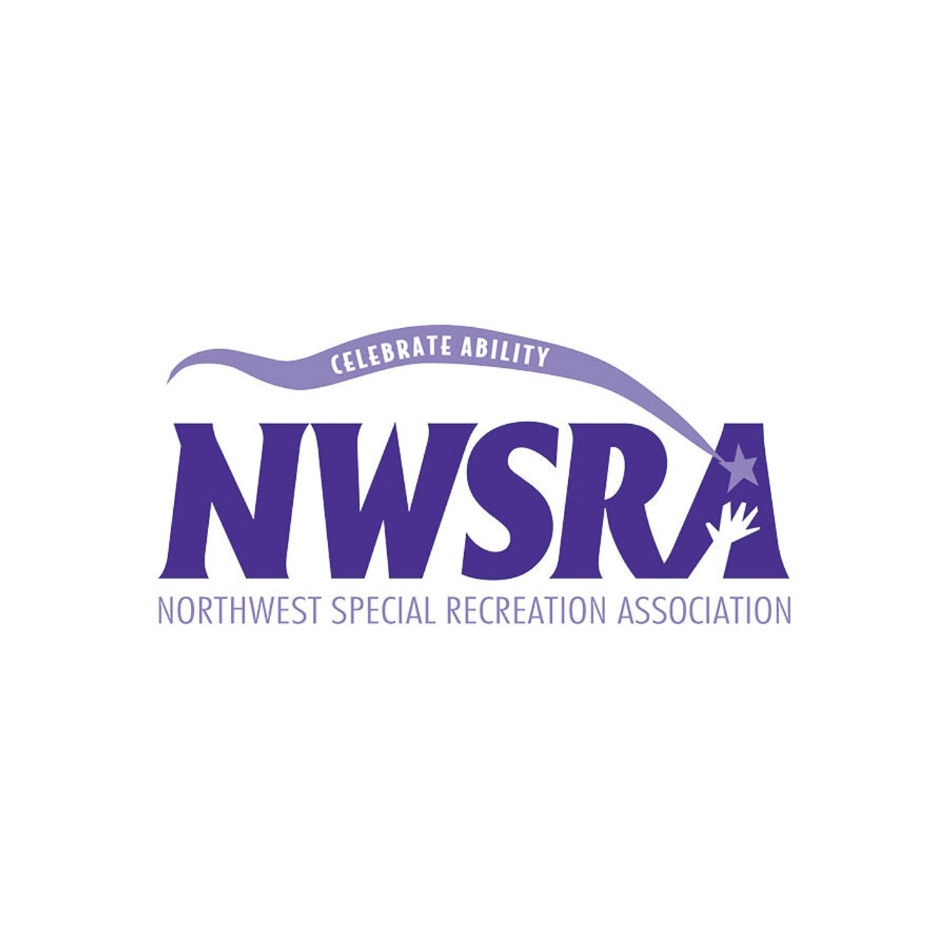 CELEBRATE ABILITY
NWSRA
NORTHWEST SPECIAL RECREATION ASSOCIATION